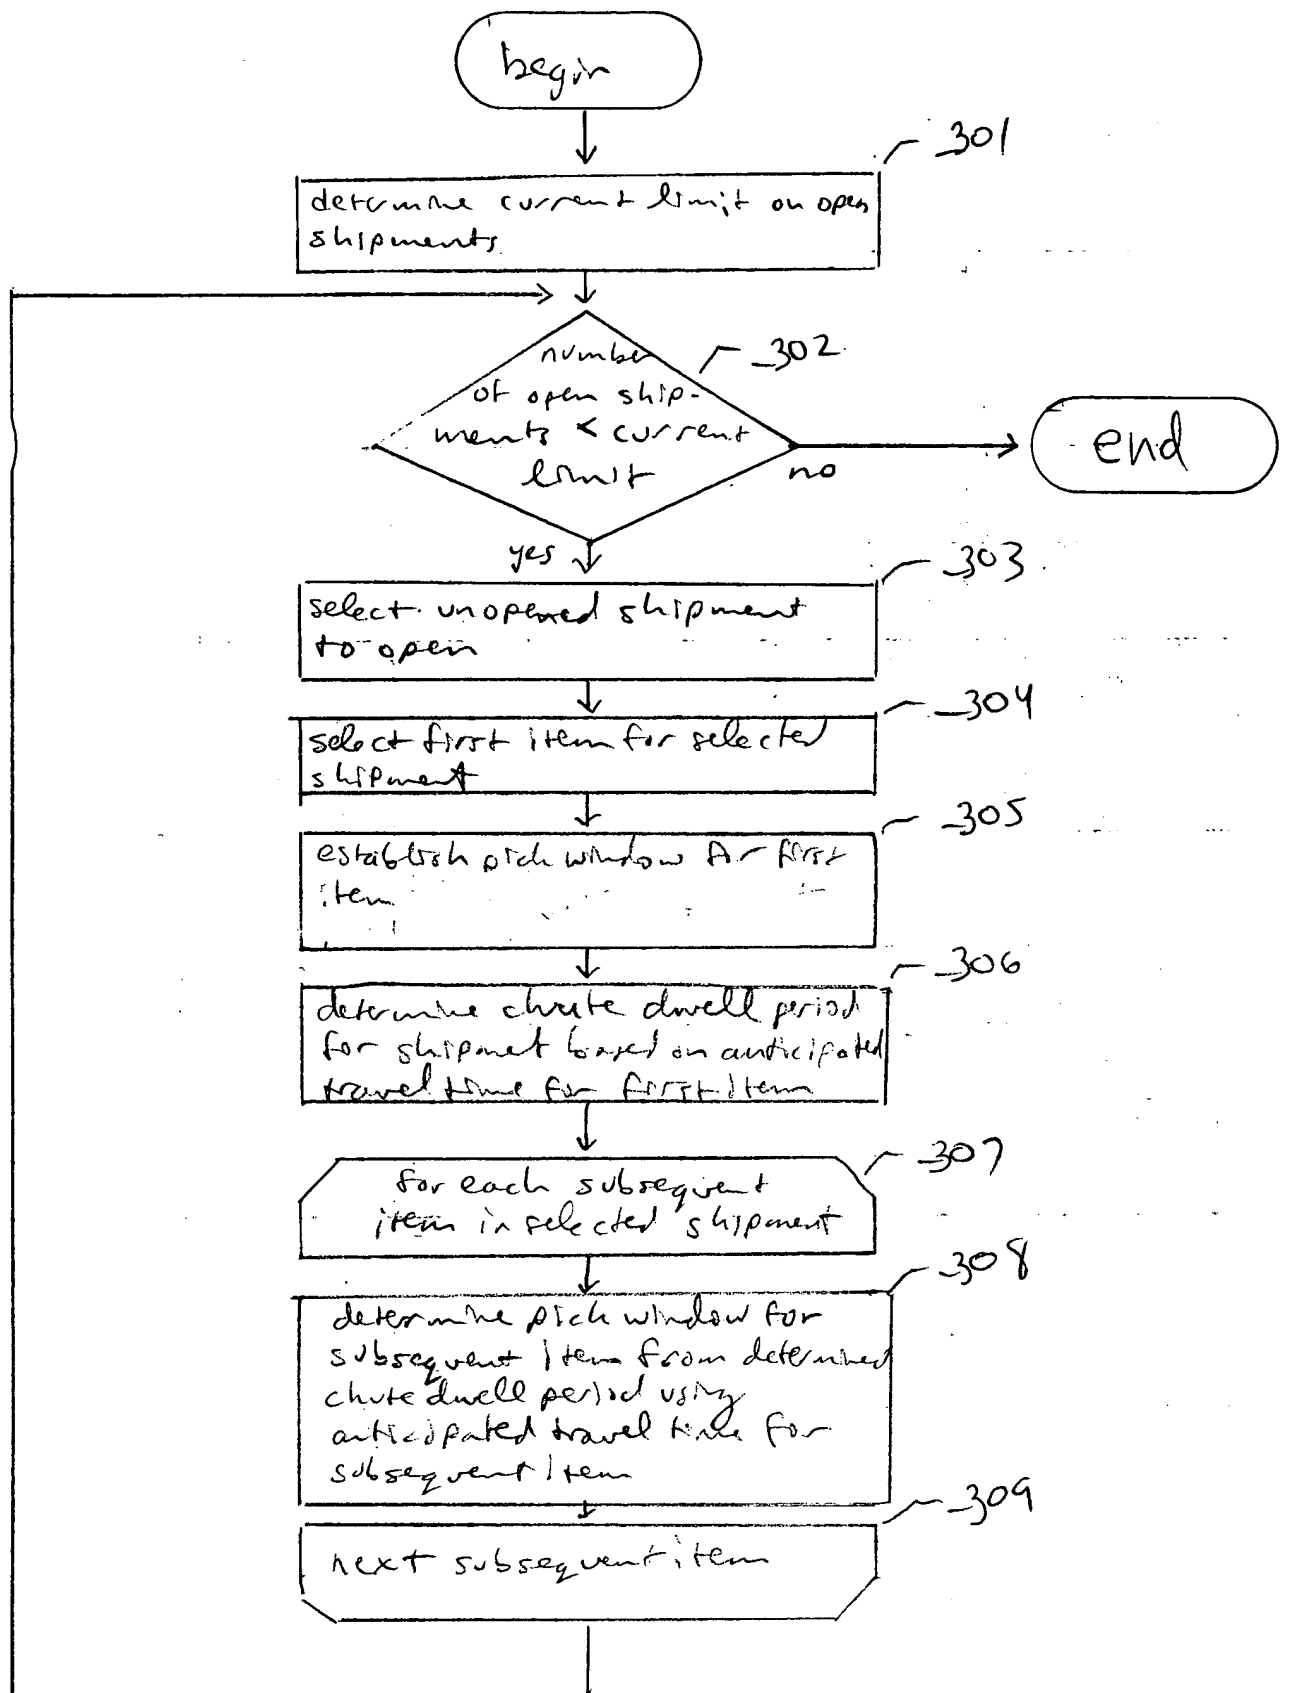 begin
301
determine current limit on open
shipments
302
number
of open ship-
ments < current
limit
no
end
yes
303
select unopened shipment
to open
304
select first item for selected
shipment
305
establish pick window for first
item
306
determine chute dwell period
for shipmet based on anticipated
travel time for first item
307
for each subsequent
item in selected shipment
308
determine pick window for
subsequent item from determined
chute dwell period using
anticipated travel time for
subsequent item
309
next subsequent item